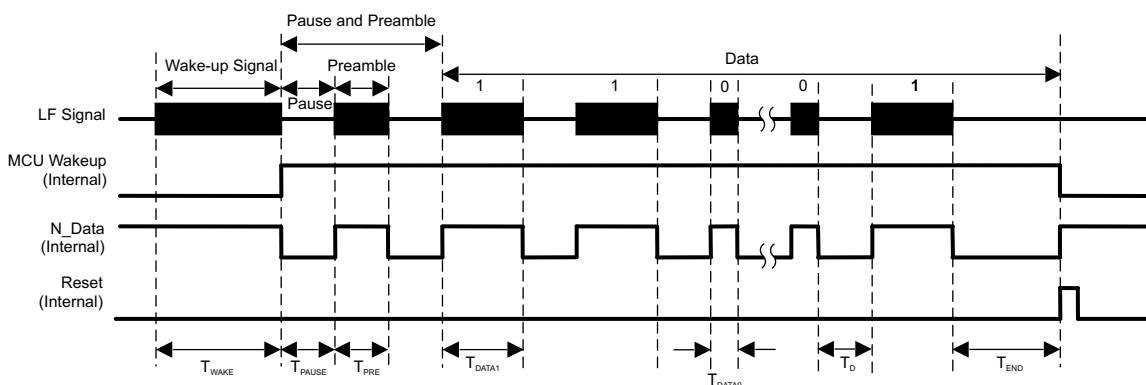 Pause and Preamble
Wake-up Signal
Preamble
Data
Pause
1
1
0
0
1
LF Signal
MCU Wakeup
(Internal)
N_Data
(Internal)
Reset
(Internal)
TWAKE
TPAUSE
TPRE
TDATA1
TDATA0
TD
TEND